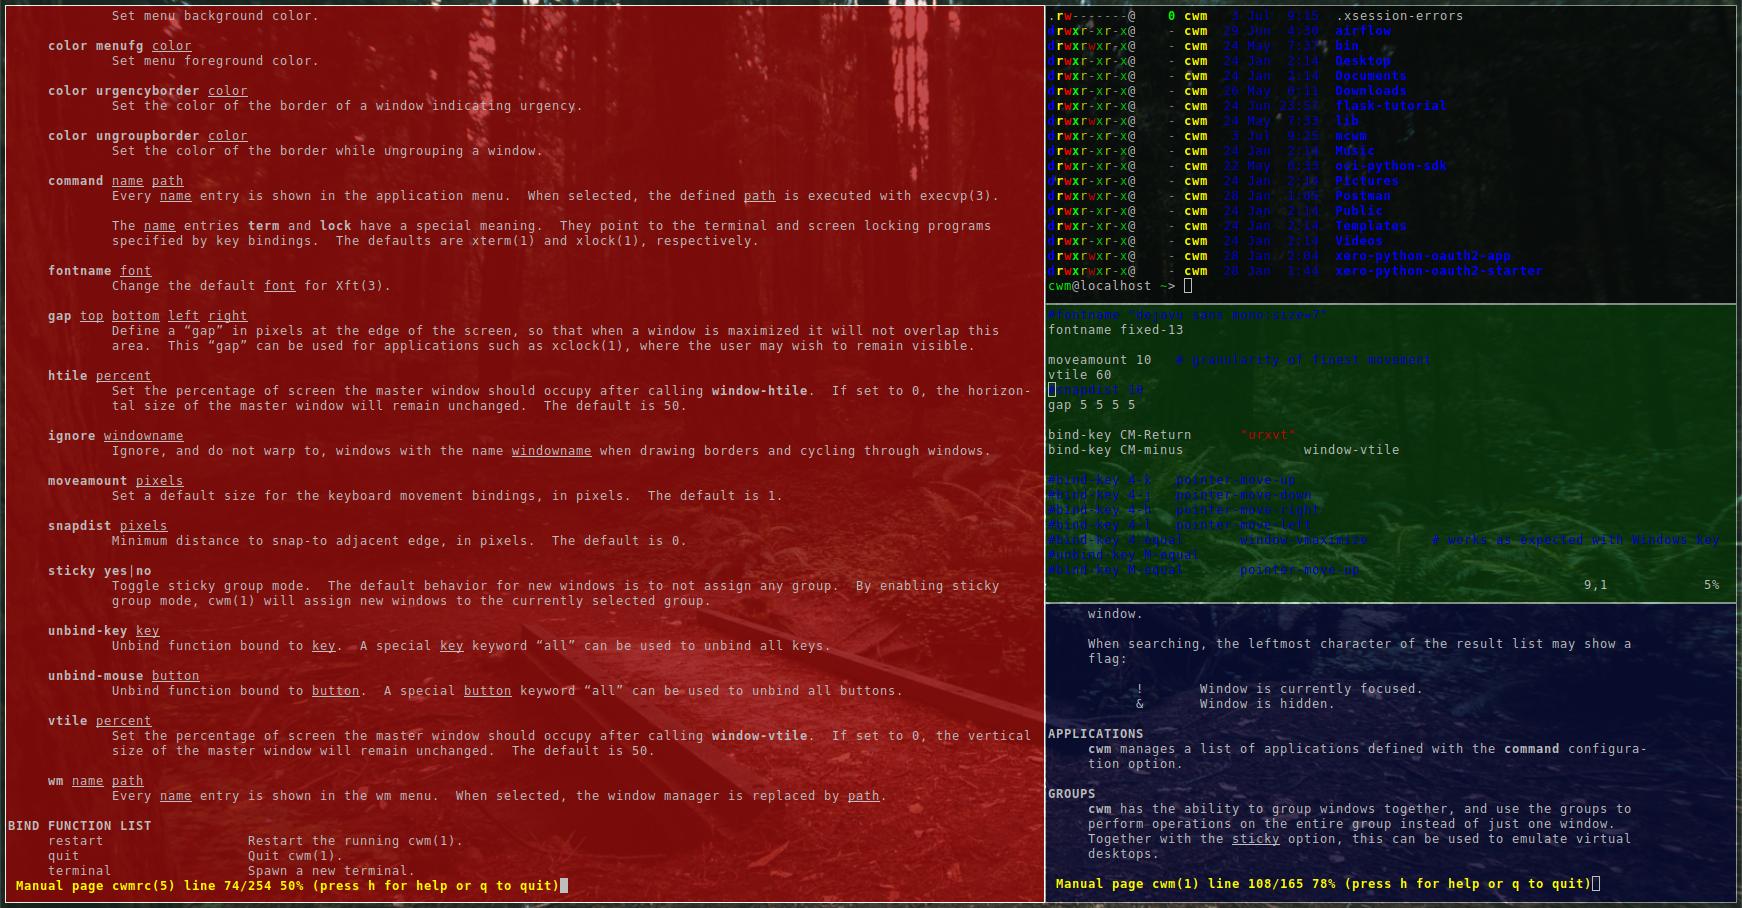 Set menu background color.
color menufg color
Set menu foreground color.
color urgencyborder color
Set the color of the border of a window indicating urgency.
color ungroupborder color
Set the color of the border while ungrouping a window.
command name path
Every name entry is shown in the application menu.  When selected, the defined path is executed with execvp(3).
The name entries term and lock have a special meaning.  They point to the terminal and screen locking programs
specified by key bindings.  The defaults are xterm(1) and xlock(1), respectively.
fontname font
Change the default font for Xft(3).
gap top bottom left right
Define a “gap” in pixels at the edge of the screen, so that when a window is maximized it will not overlap this
area.  This “gap” can be used for applications such as xclock(1), where the user may wish to remain visible.
htile percent
Set the percentage of screen the master window should occupy after calling window-htile.  If set to 0, the horizon-
tal size of the master window will remain unchanged.  The default is 50.
ignore windowname
Ignore, and do not warp to, windows with the name windowname when drawing borders and cycling through windows.
moveamount pixels
Set a default size for the keyboard movement bindings, in pixels.  The default is 1.
snapdist pixels
Minimum distance to snap-to adjacent edge, in pixels.  The default is 0.
sticky yes|no
Toggle sticky group mode.  The default behavior for new windows is to not assign any group.  By enabling sticky
group mode, cwm(1) will assign new windows to the currently selected group.
unbind-key key
Unbind function bound to key.  A special key keyword “all” can be used to unbind all keys.
unbind-mouse button
Unbind function bound to button.  A special button keyword “all” can be used to unbind all buttons.
vtile percent
Set the percentage of screen the master window should occupy after calling window-vtile.  If set to 0, the vertical
size of the master window will remain unchanged.  The default is 50.
wm name path
Every name entry is shown in the wm menu.  When selected, the window manager is replaced by path.
BIND FUNCTION LIST
restart Restart the running cwm(1).
quit Quit cwm(1).
terminal Spawn a new terminal.
Manual page cwmrc(5) line 74/254 50% (press h for help or q to quit)
.rw-------@ 0 cwm 3 Jul 9:15 .xsession-errors
drwxr-xr-x@ - cwm 29 Jun 4:30 airflow
drwxrwxr-x@ - cwm 24 May 7:37 bin
drwxr-xr-x@ - cwm 24 Jan 2:14 Desktop
drwxr-xr-x@ - cwm 24 Jan 2:14 Documents
drwxr-xr-x@ - cwm 26 May 6:11 Downloads
drwxr-xr-x@ - cwm 24 Jun 23:57 flask-tutorial
drwxrwxr-x@ - cwm 24 May 7:33 lib
drwxr-xr-x@ - cwm 3 Jul 9:25 mcwm
drwxr-xr-x@ - cwm 24 Jan 2:14 Music
drwxr-xr-x@ - cwm 22 May oci-python-sdk
drwxr-xr-x@ - cwm 24 Jan 2:14 Pictures
drwxrwxr-x@ - cwm 28 Jan Postman
drwxr-xr-x@ - cwm 24 Jan 2:14 Public
drwxr-xr-x@ - cwm 24 Jan 2:14 Templates
drwxr-xr-x@ - cwm 24 Jan 2:14 Videos
drwxrwxr-x@ - cwm 28 Jan 2:04 xero-python-oauth2-app
drwxrwxr-x@ - cwm 28 Jan 1:44 xero-python-oauth2-starter
cwm@localhost ~>
#fontname "dejavu sans mono:size=7"
fontname fixed-13
moveamount 10 # granularity of finest movement
vtile 60
#snapdist 10
gap 5 5 5 5
bind-key CM-Return "urxvt"
bind-key CM-minus window-vtile
#bind-key 4-k pointer-move-up
#bind-key 4-j pointer-move-down
#bind-key 4-h pointer-move-right
#bind-key 4-l pointer-move-left
#bind-key 4-equal window-vmaximize # works as expected with Windows key
#unbind-key M-equal
#bind-key M-equal pointer-move-up
9,1 5%
window.
When searching, the leftmost character of the result list may show a
flag:
! Window is currently focused.
& Window is hidden.
APPLICATIONS
cwm manages a list of applications defined with the command configura-
tion option.
GROUPS
cwm has the ability to group windows together, and use the groups to
perform operations on the entire group instead of just one window.
Together with the sticky option, this can be used to emulate virtual
desktops.
Manual page cwm(1) line 108/165 78% (press h for help or q to quit)